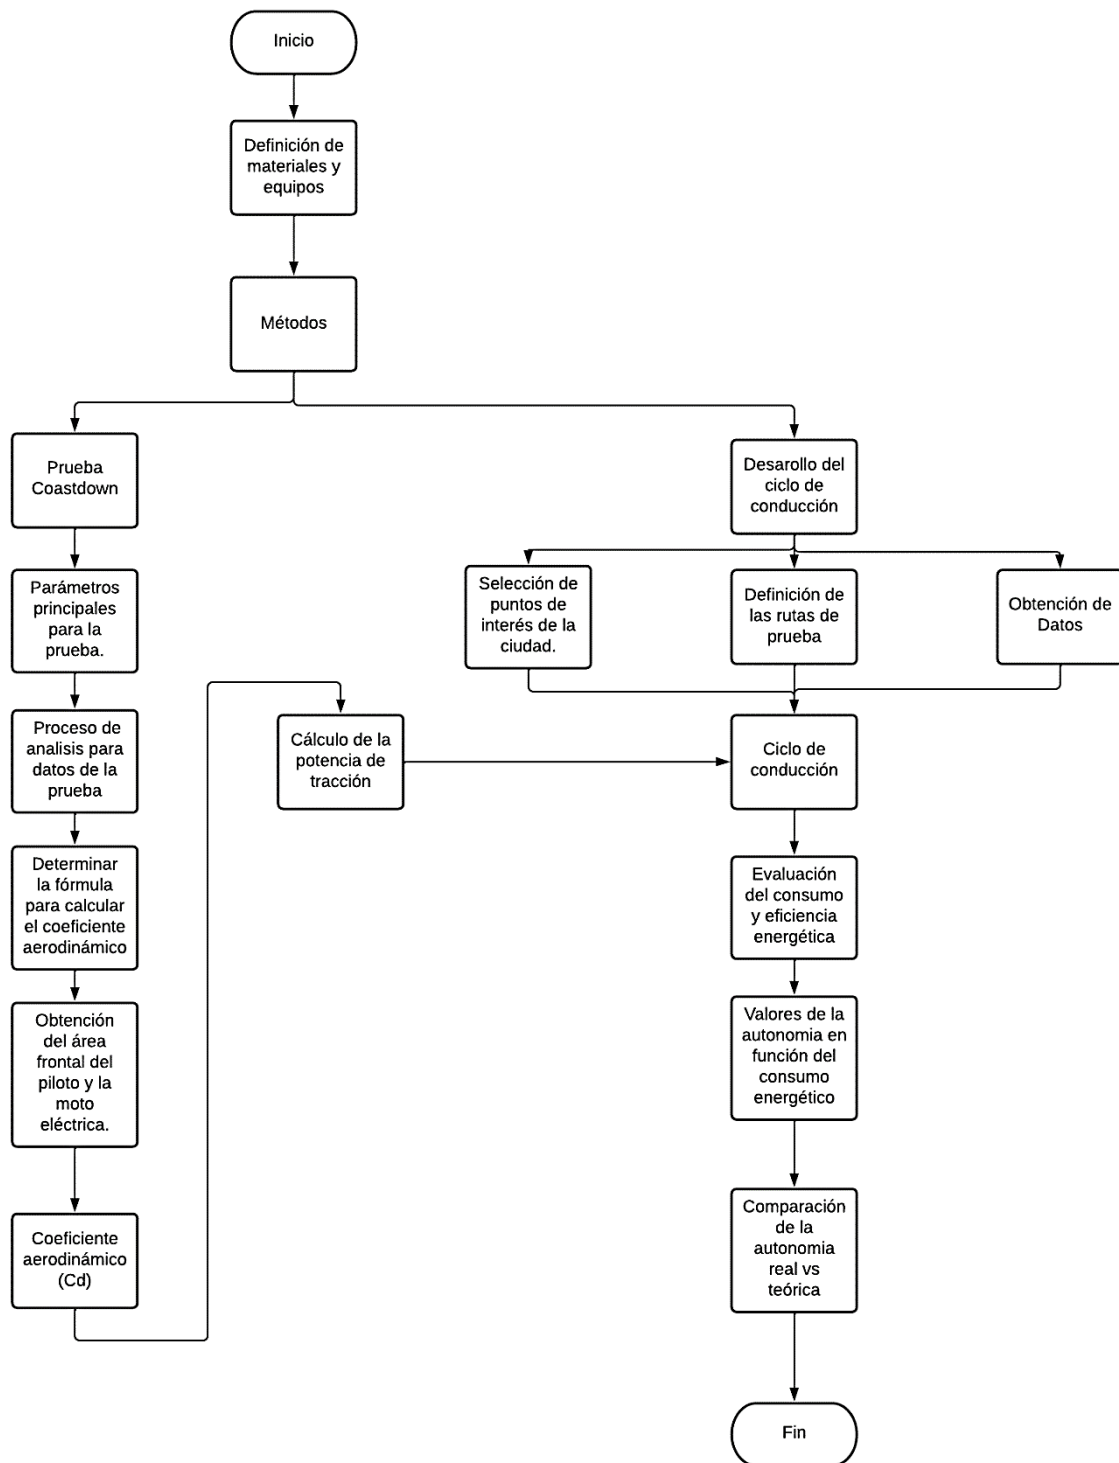 Inicio
Definición de
materiales y
equipos
Métodos
Prueba
Coastdown
Parámetros
principales
para la
prueba.
Proceso de
analisis para
datos de la
prueba
Determinar
la fórmula
para calcular
el coeficiente
aerodinámico
Obtención
del área
frontal del
piloto y la
moto
eléctrica.
Coeficiente
aerodinámico
(Cd)
Cálculo de la
potencia de
tracción
Desarollo del
ciclo de
conducción
Selección de
puntos de
interés de la
ciudad.
Definición de
las rutas de
prueba
Obtención de
Datos
Ciclo de
conducción
Evaluación
del consumo
y eficiencia
energética
Valores de la
autonomia en
función del
consumo
energético
Comparación
de la
autonomia
real vs
teórica
Fin